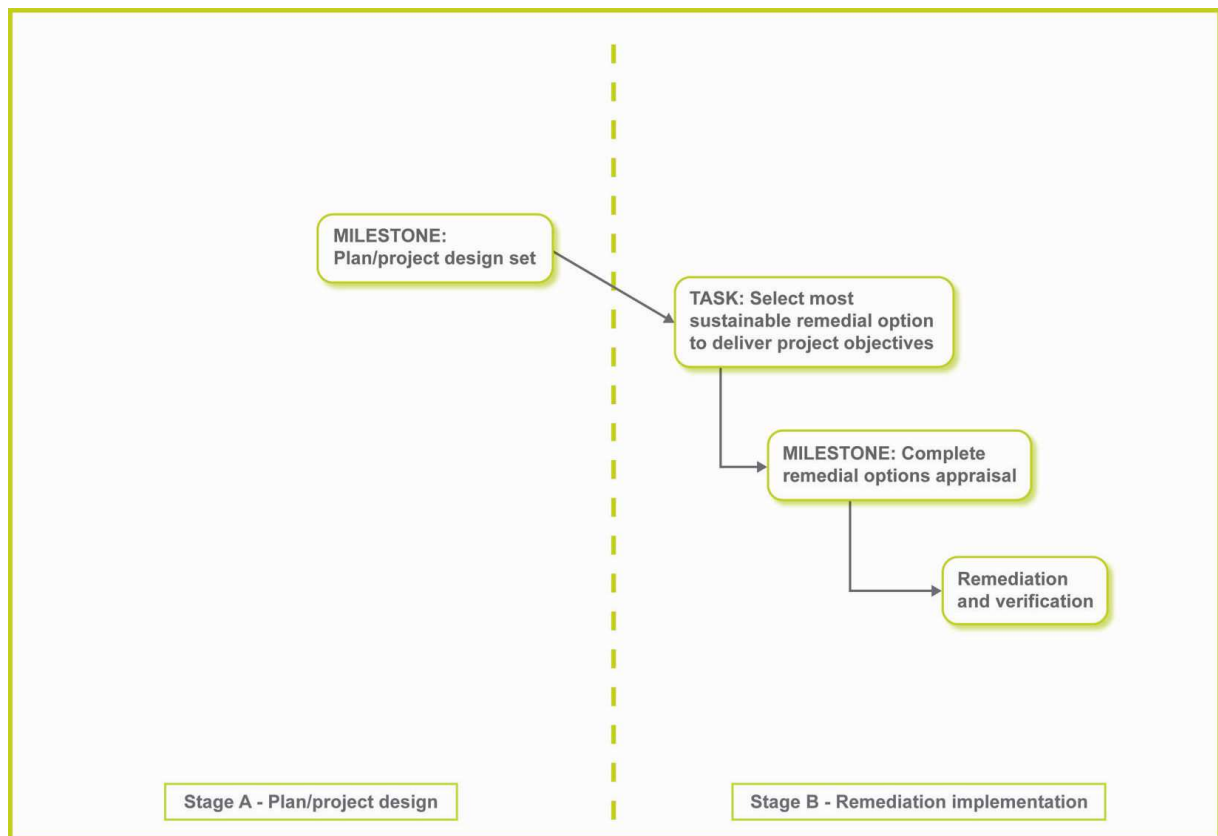 MILESTONE:
Plan/project design set
TASK: Select most
sustainable remedial option
to deliver project objectives
MILESTONE: Complete
remedial options appraisal
Remediation
and verification
Stage A - Plan/project design
Stage B - Remediation implementation